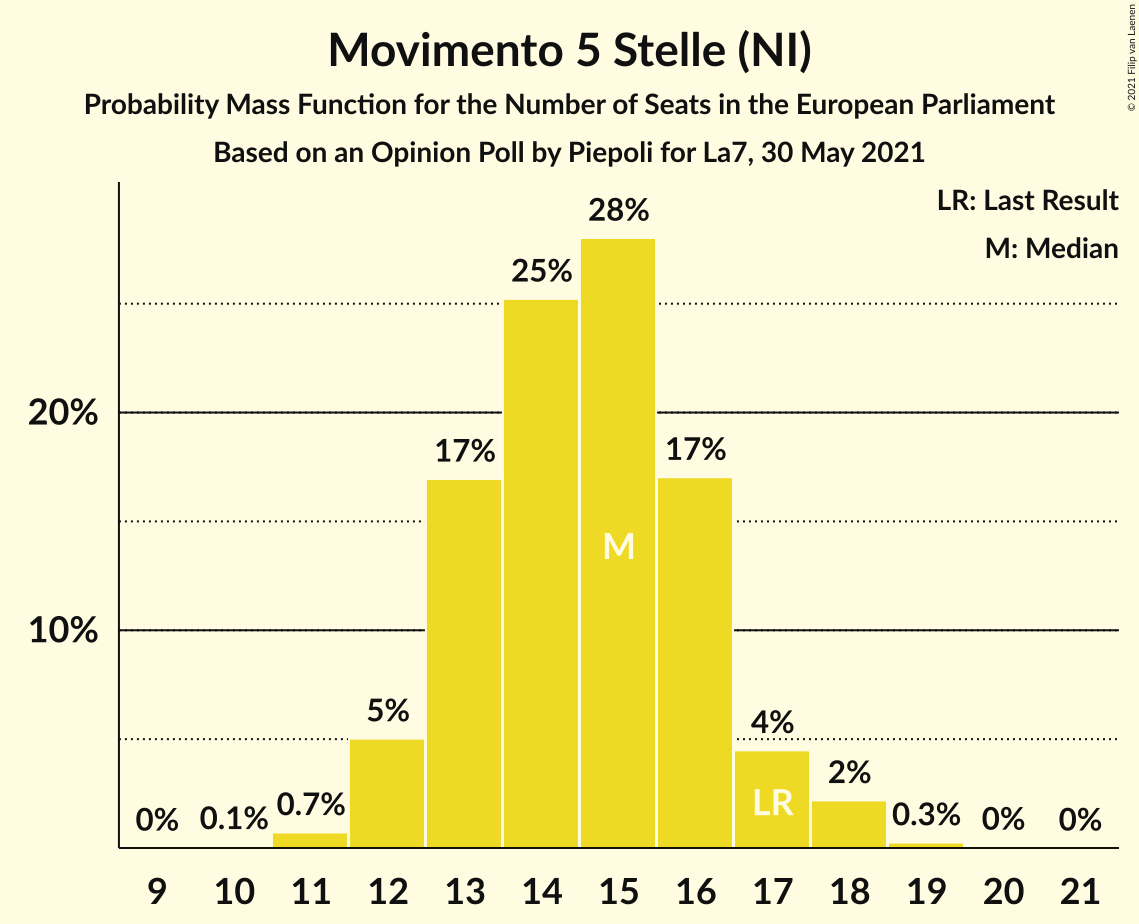 Movimento 5 Stelle (NI)
Probability Mass Function for the Number of Seats in the European Parliament
Based on an Opinion Poll by Piepoli for La7, 30 May 2021
© 2021 Filip van Laenen
LR: Last Result
M: Median
28%
25%
20%
17%
17%
M
10%
5%
4%
2%
LR
0%
0.1%
0.7%
0.3%
0%
0%
9 10 11 12 13 14 15 16 17 18 19 20 21